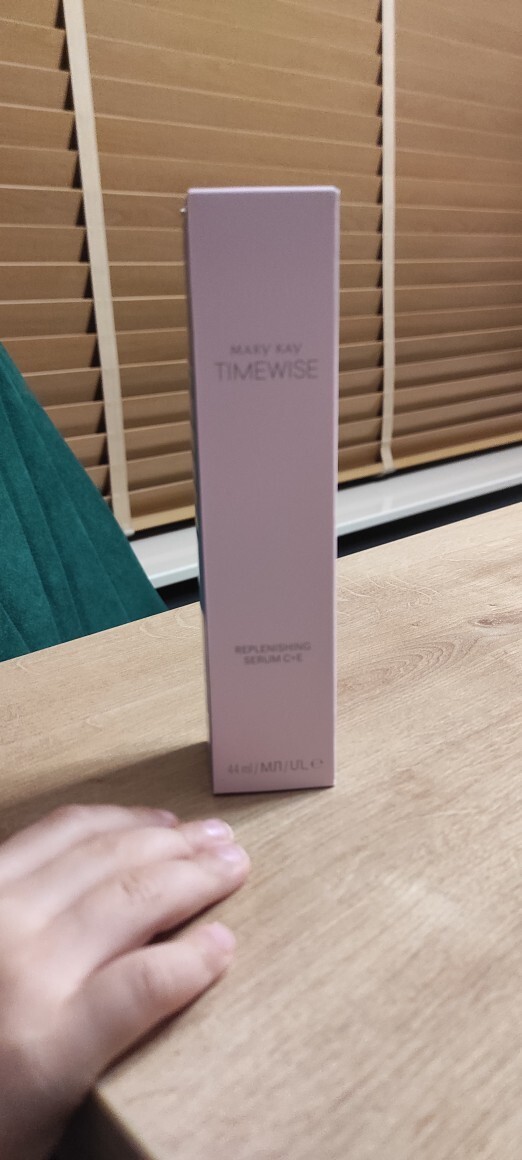 MARY KAY
TIMEWISE
REPLENISHING
SERUM C+E
44 ml / МЛ / UL ℮